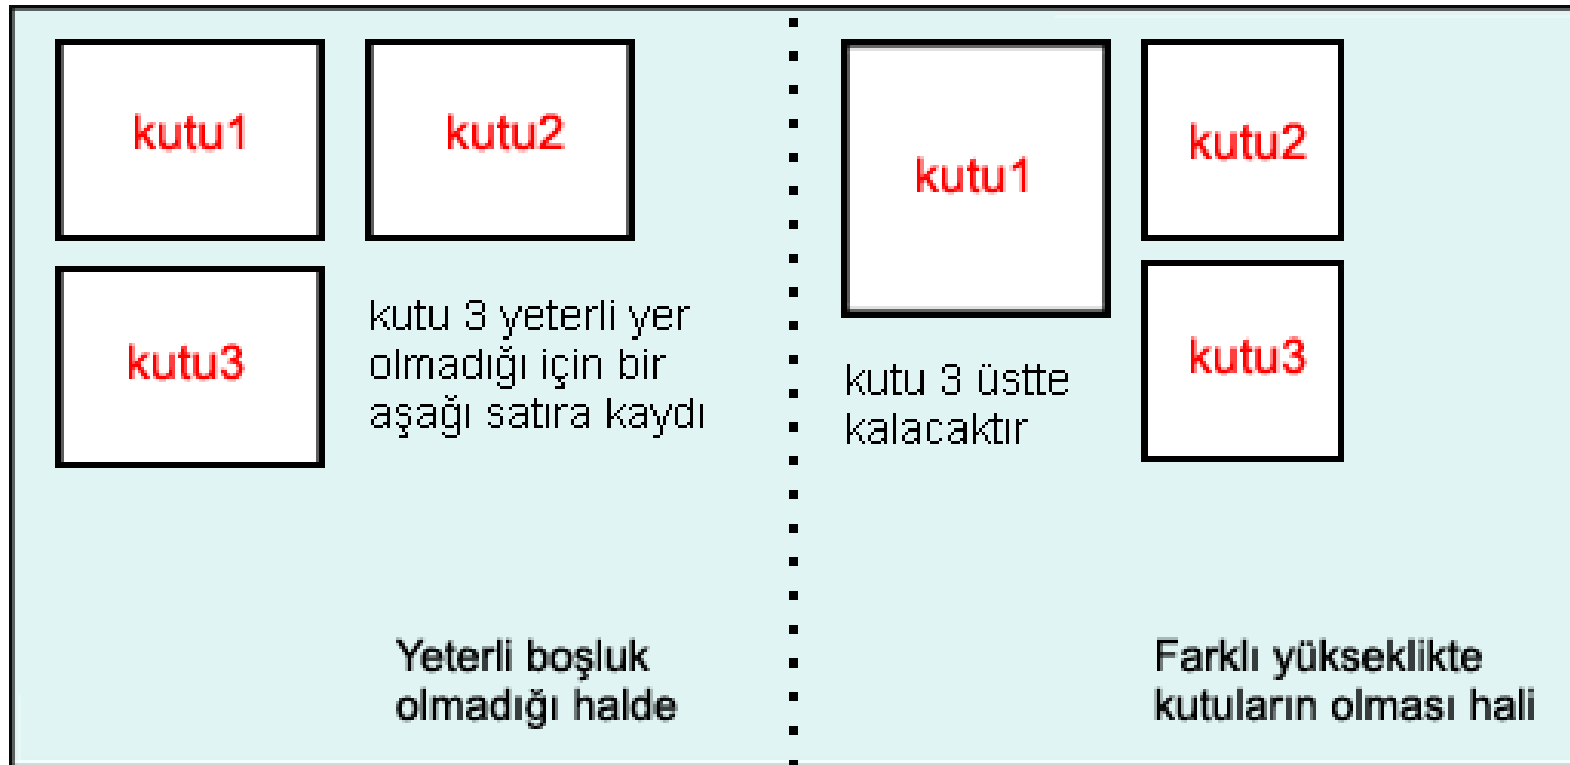 kutu1
kutu2
kutu3
kutu 3 yeterli yer
olmadığı için bir
aşağı satıra kaydı
Yeterli boşluk
olmadığı halde
kutu1
kutu2
kutu3
kutu 3 üstte
kalacaktır
Farklı yükseklikte
kutuların olması hali